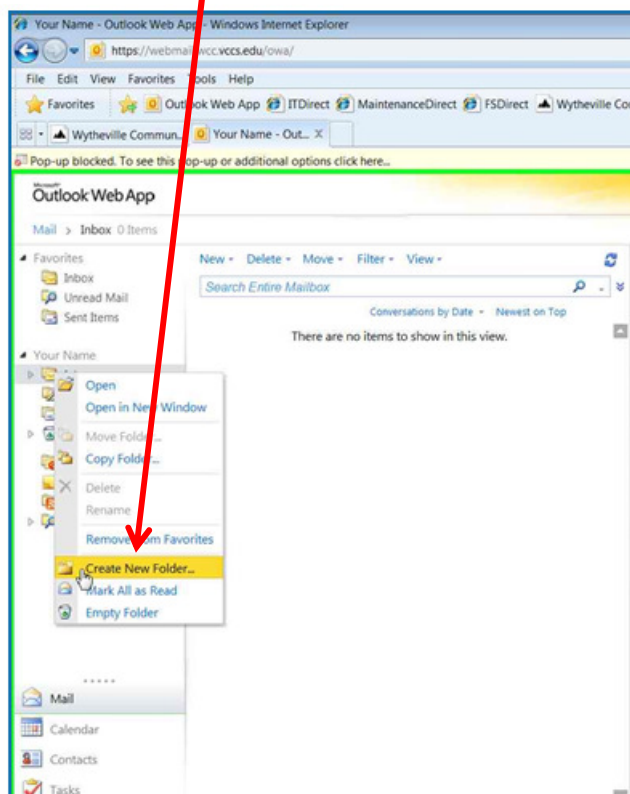 Your Name - Outlook Web App - Windows Internet Explorer
https://webmail.wcc.vccs.edu/owa/
File Edit View Favorites Tools Help
Favorites Outlook Web App ITDirect MaintenanceDirect FSDirect Wytheville Co
Wytheville Commun... Your Name - Out... X
Pop-up blocked. To see this pop-up or additional options click here...
Microsoft
Outlook Web App
Mail > Inbox 0 Items
Favorites
Inbox
Unread Mail
Sent Items
New - Delete - Move - Filter - View -
Search Entire Mailbox
Conversations by Date - Newest on Top
There are no items to show in this view.
Your Name
Open
Open in New Window
Move Folder...
Copy Folder...
Delete
Rename
Remove from Favorites
Create New Folder...
Mark All as Read
Empty Folder
Mail
Calendar
Contacts
Tasks